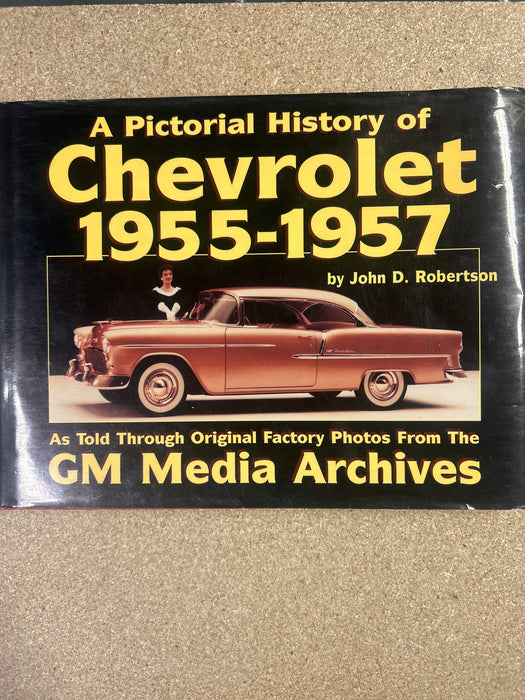 A Pictorial History of
Chevrolet
1955-1957
by John D. Robertson
As Told Through Original Factory Photos From The
GM Media Archives